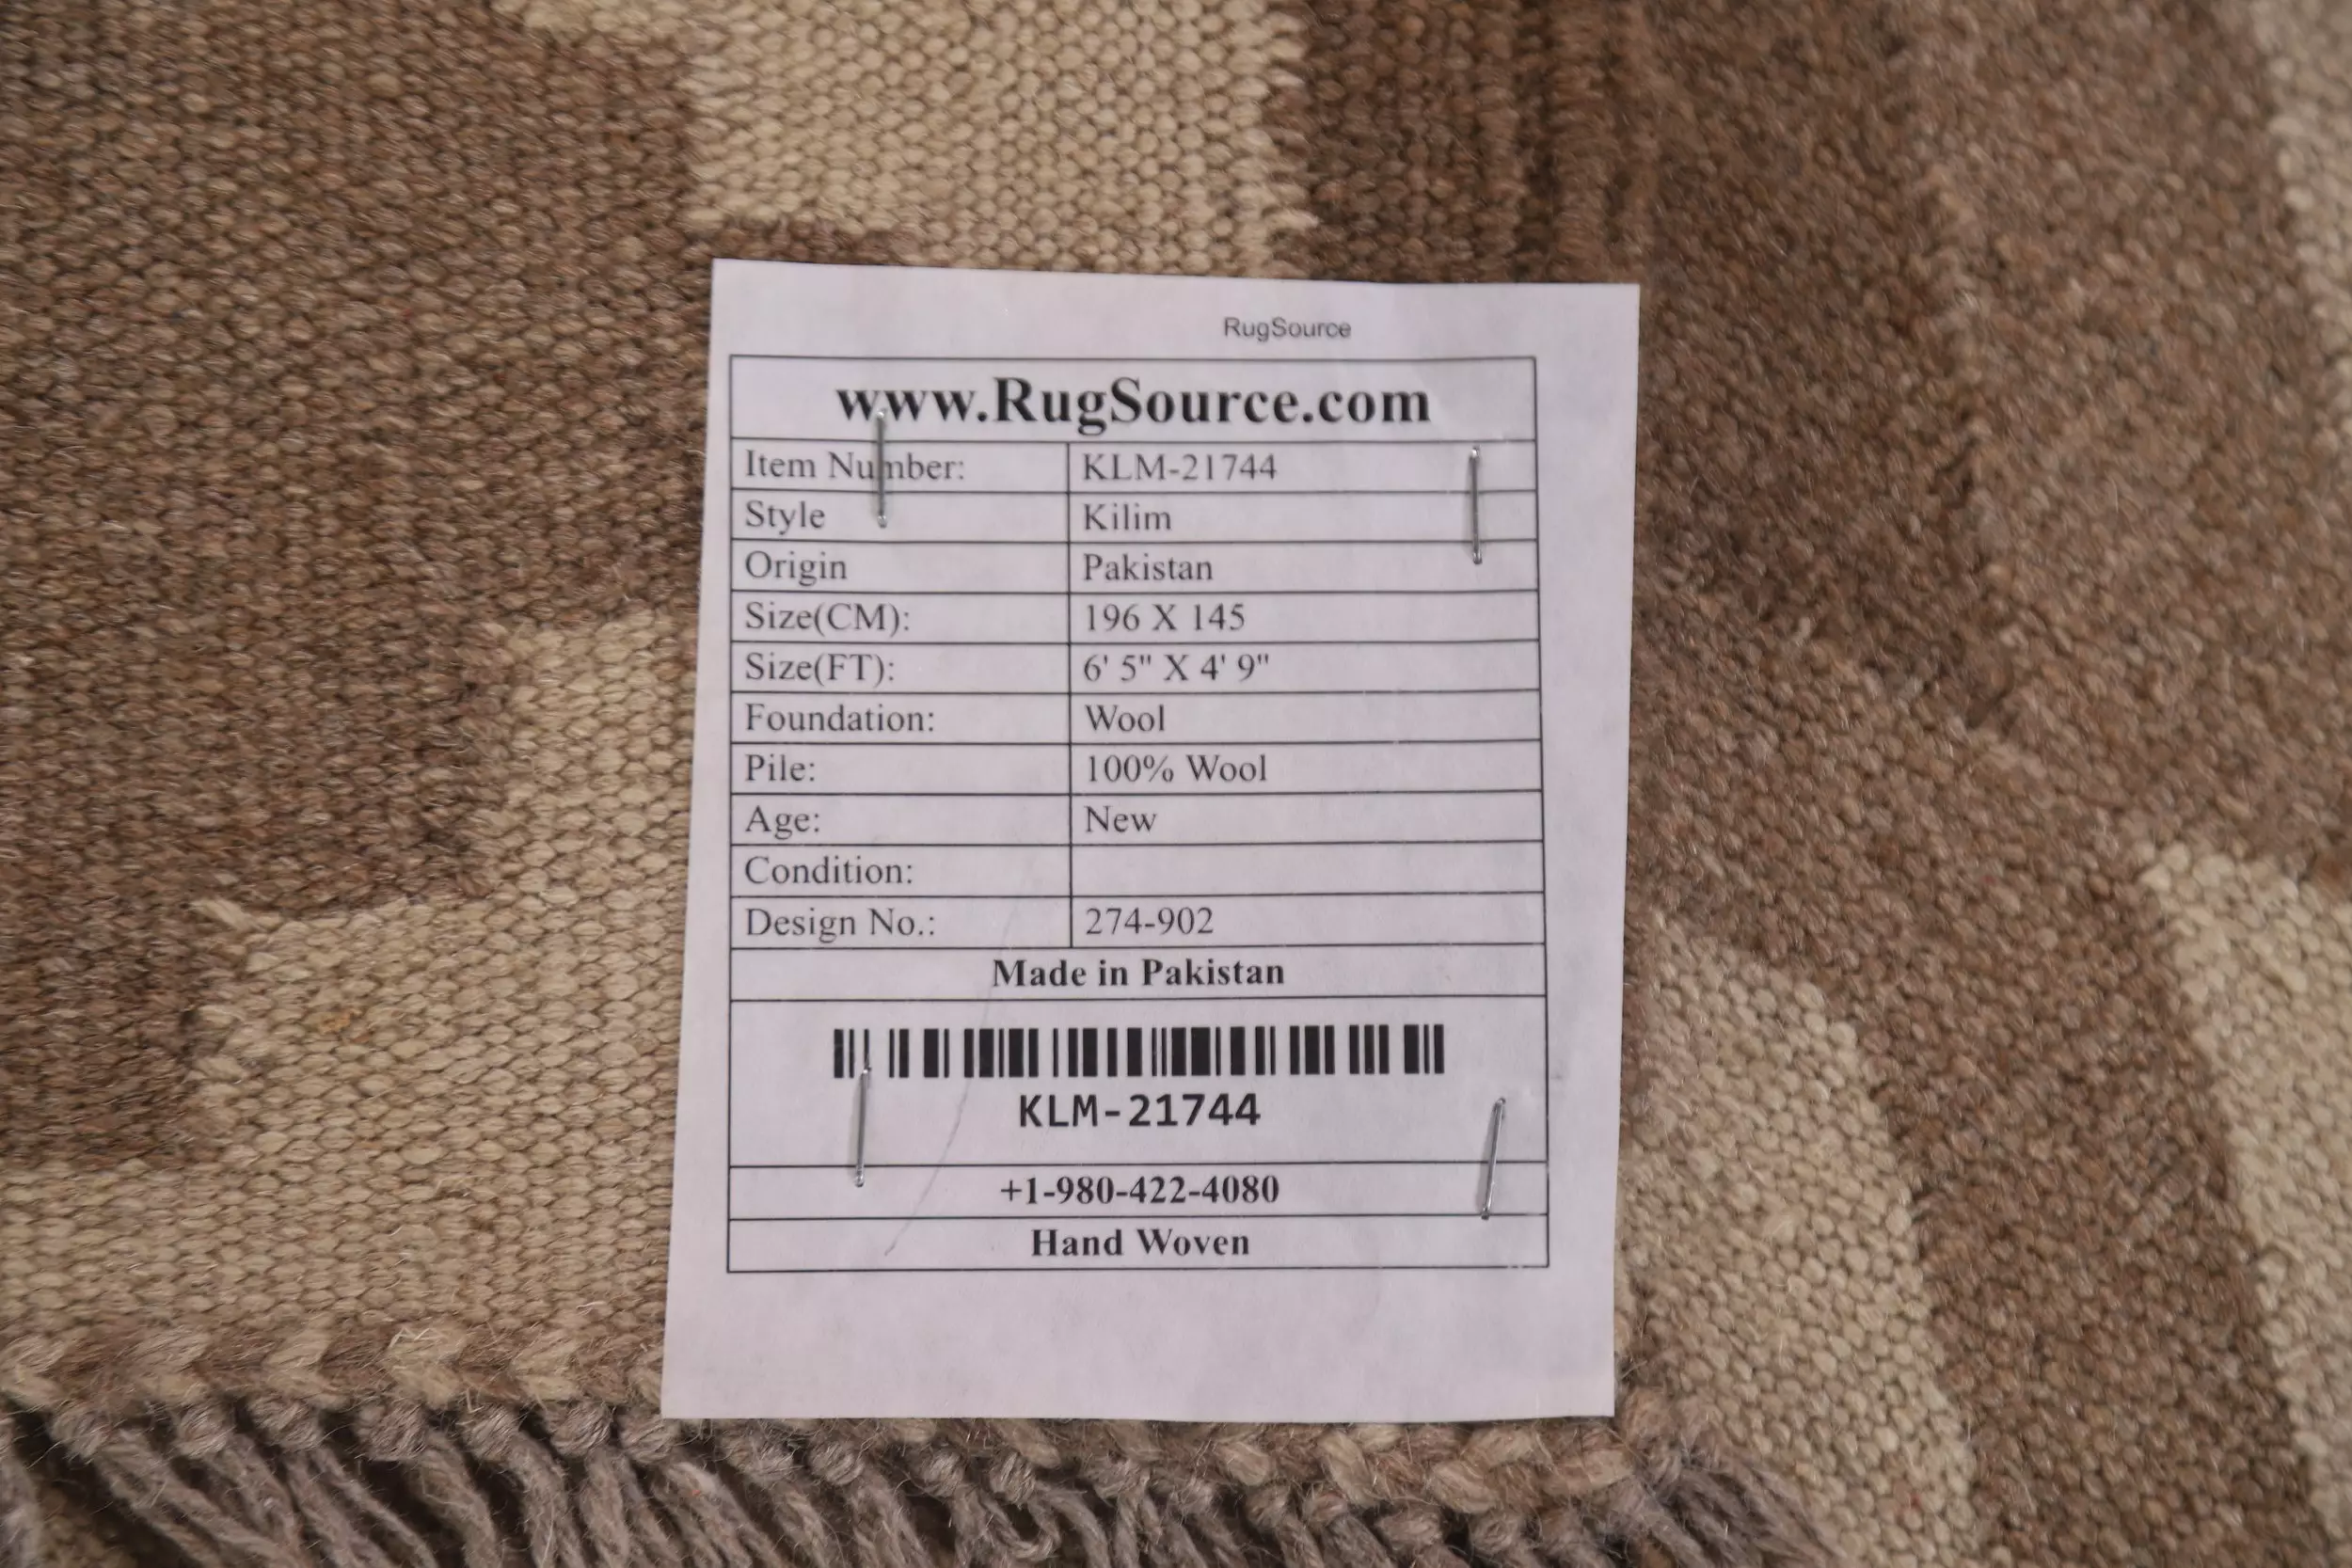 RugSource
www.RugSource.com
Item Number: KLM-21744
Style Kilim
Origin Pakistan
Size(CM): 196 X 145
Size(FT): 6' 5" X 4' 9"
Foundation: Wool
Pile: 100% Wool
Age: New
Condition:
Design No.: 274-902
Made in Pakistan
KLM-21744
+1-980-422-4080
Hand Woven